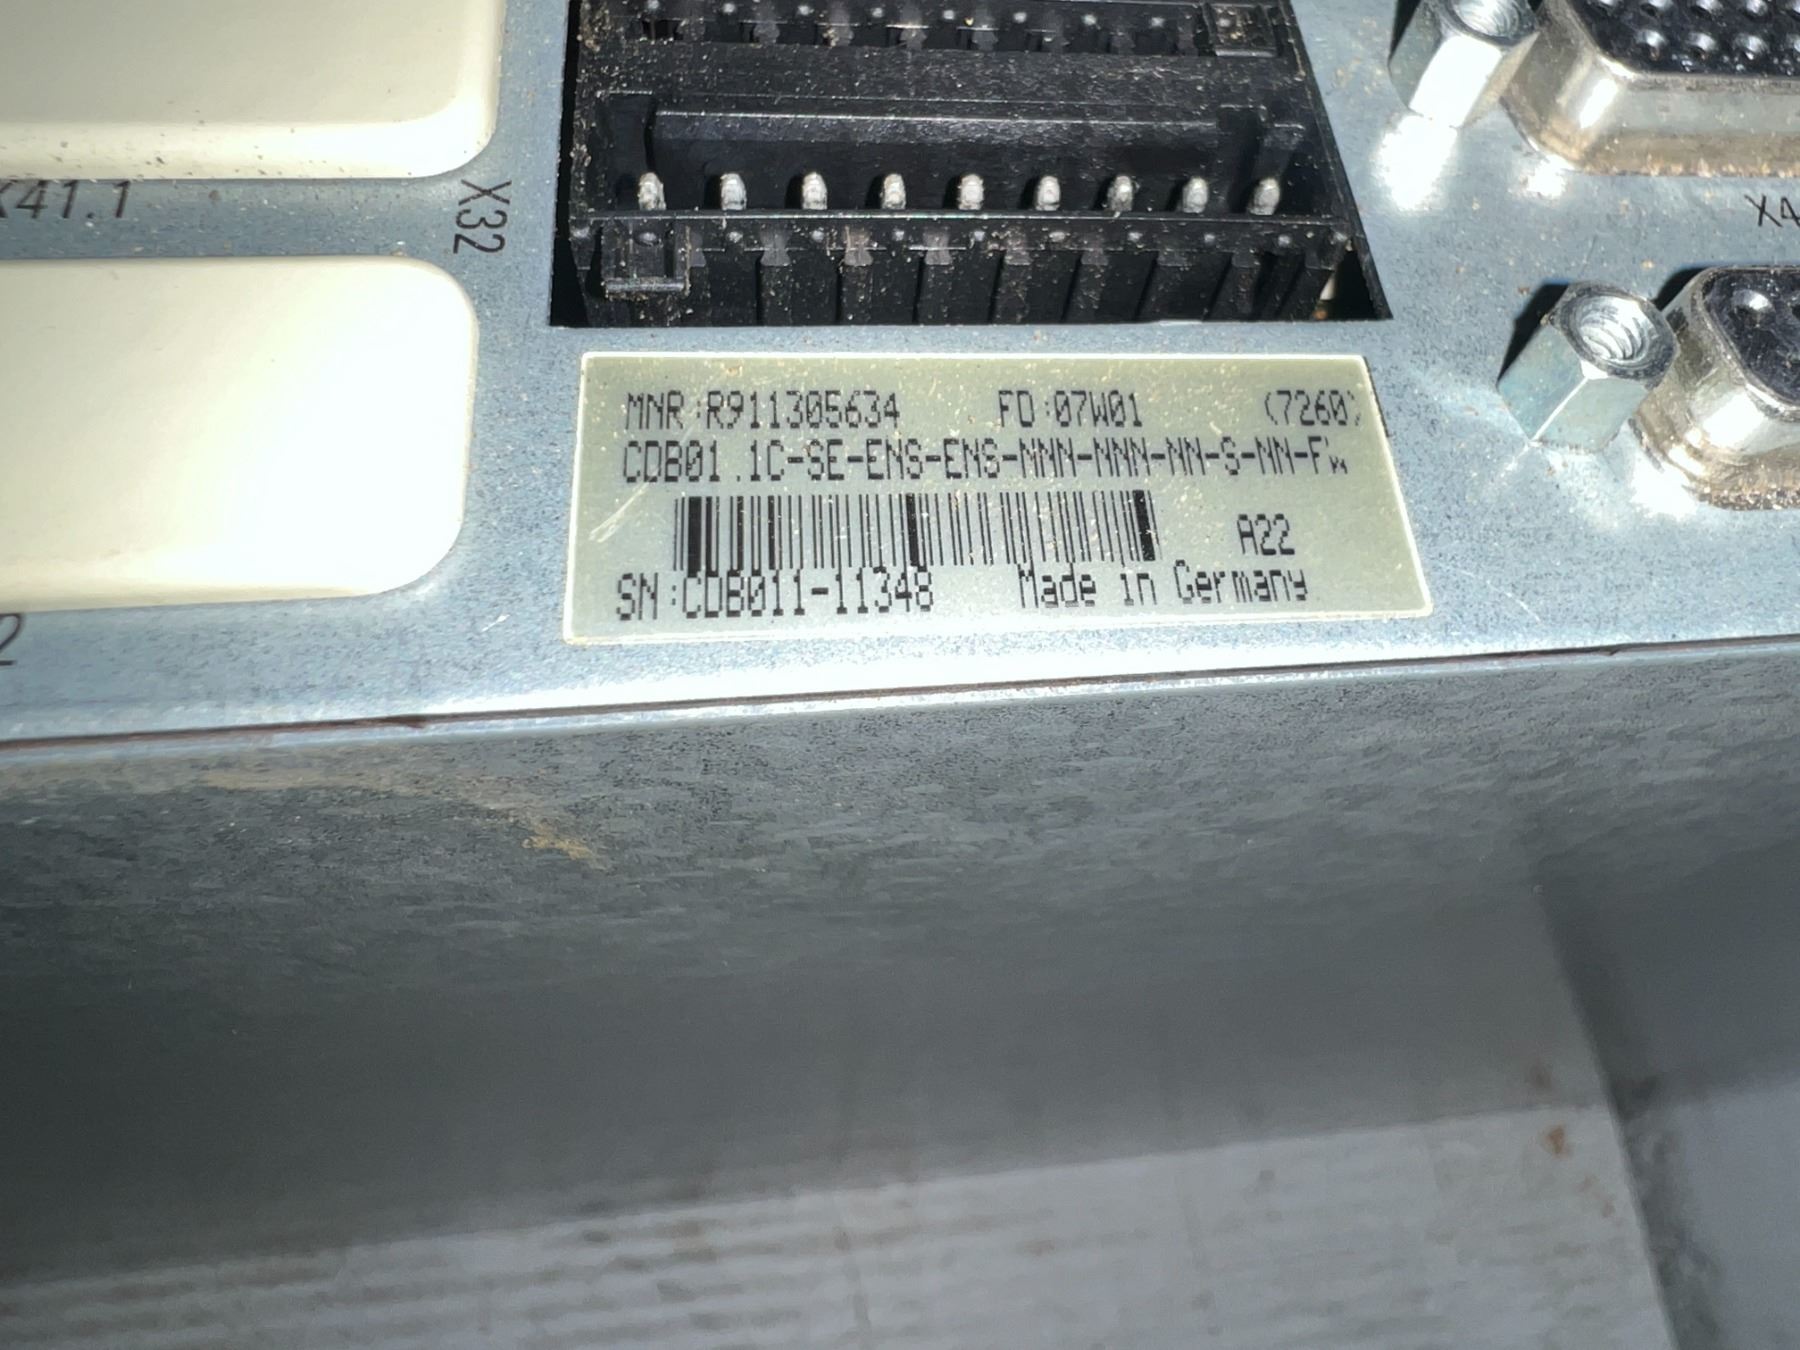 X41.1
X32
MNR:R911305634 FD:07W01 (7260)
CDB01.1C-SE-ENS-ENS-NNN-NNN-NN-S-NN-FW
A22
SN:CDB011-11348 Made in Germany